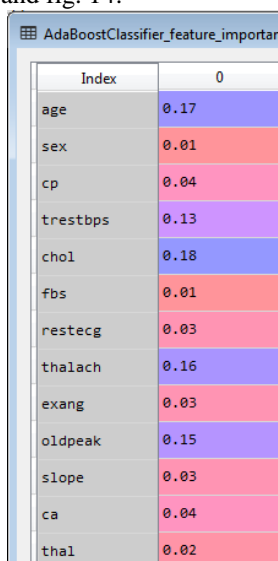 and fig. 14.
AdaBoostClassifier_feature_importan
Index 0
age 0.17
sex 0.01
cp 0.04
trestbps 0.13
chol 0.18
fbs 0.01
restecg 0.03
thalach 0.16
exang 0.03
oldpeak 0.15
slope 0.03
ca 0.04
thal 0.02